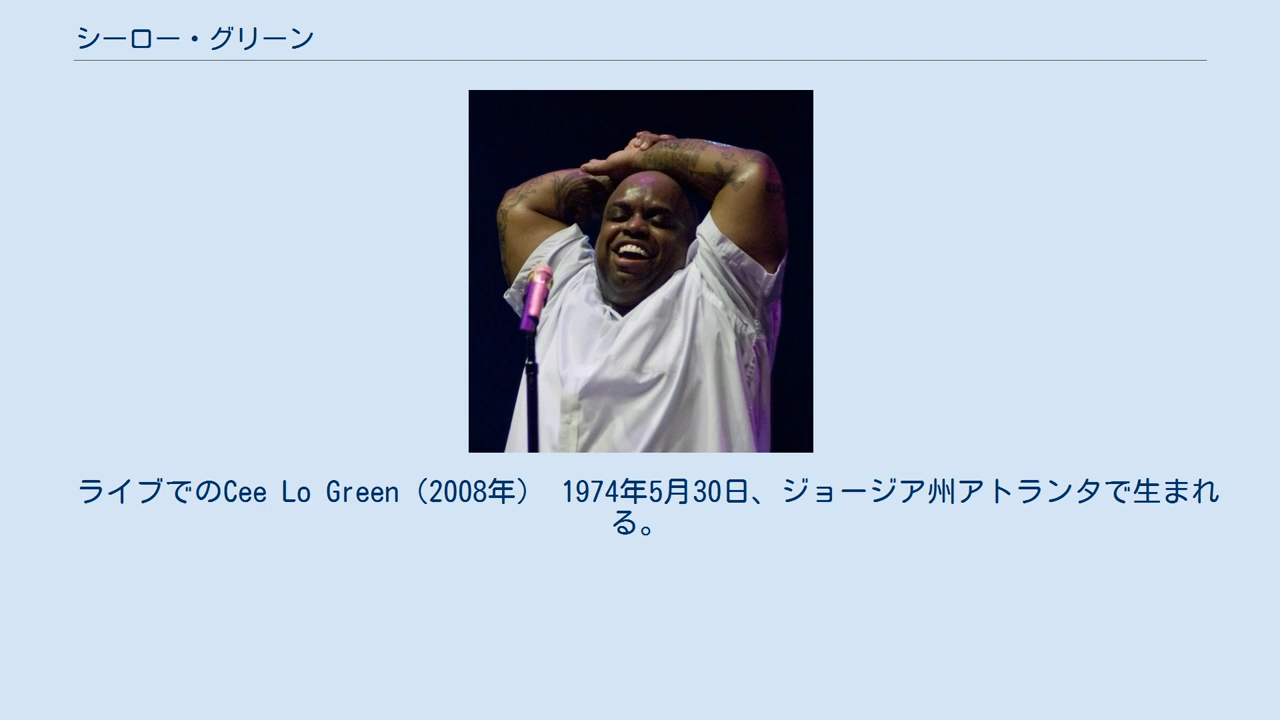 シーロー・グリーン
ライブでのCee Lo Green（2008年） 1974年5月30日、ジョージア州アトランタで生まれ
る。